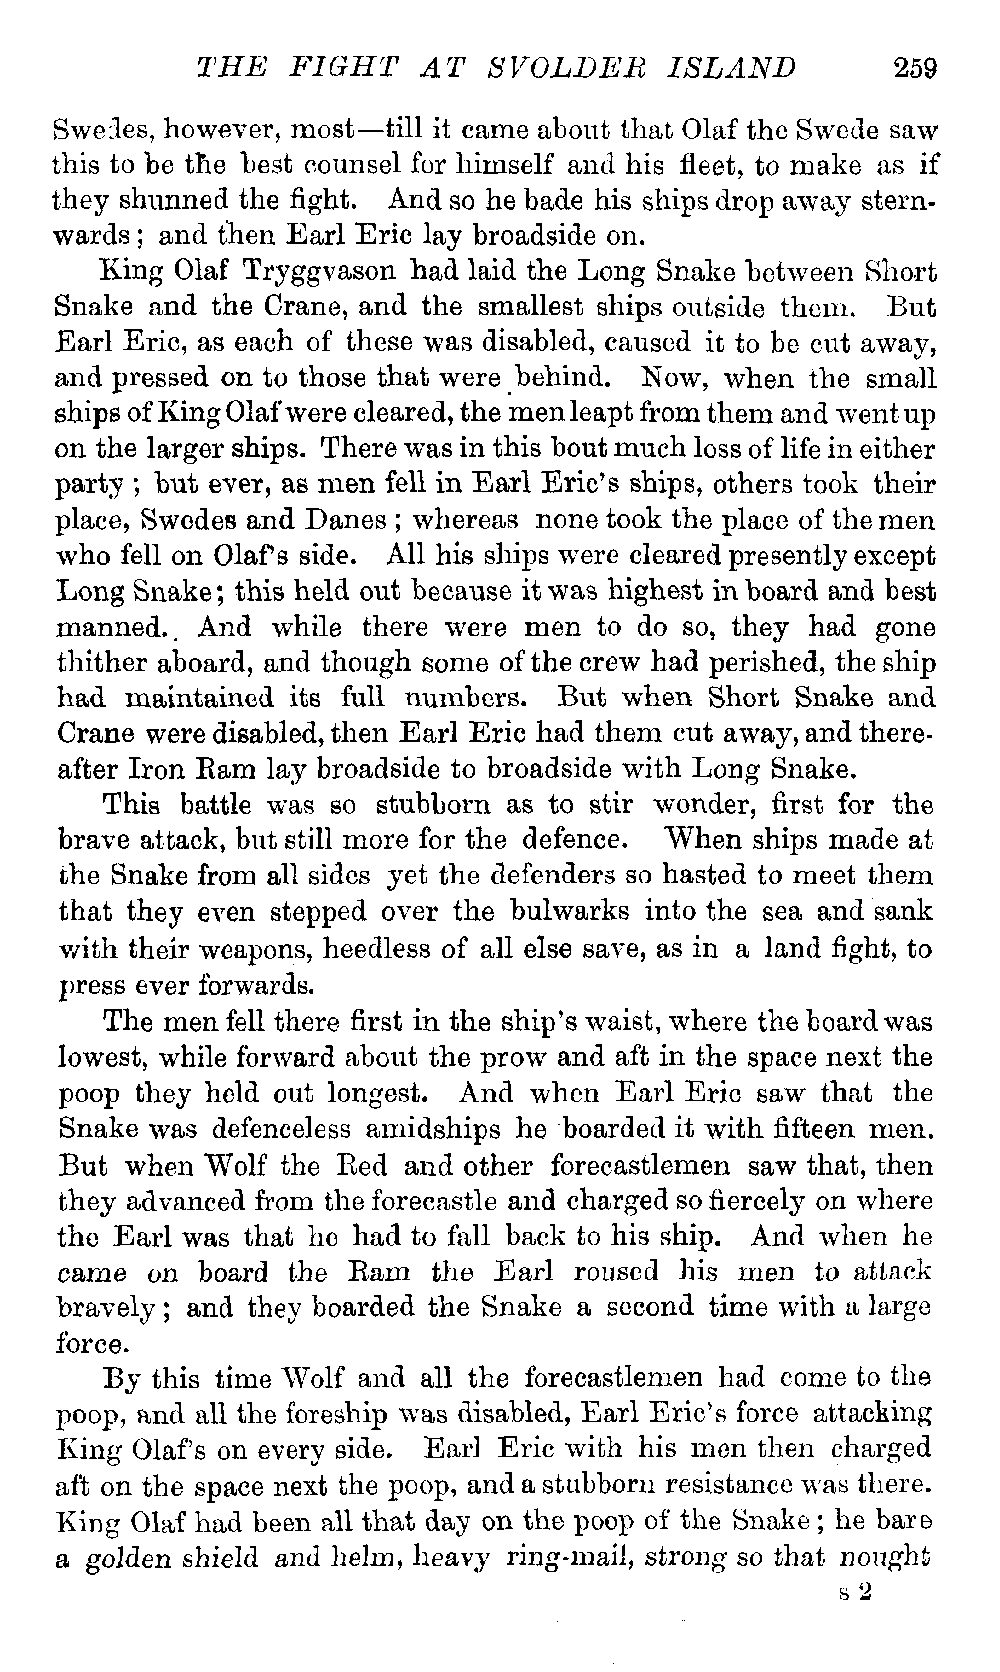 THE FIGHT AT SVOLDER ISLAND 259
Swedes, however, most—till it came about that Olaf the Swede saw
this to be the best counsel for himself and his fleet, to make as if
they shunned the fight. And so he bade his ships drop away stern-
wards; and then Earl Eric lay broadside on.
King Olaf Tryggvason had laid the Long Snake between Short
Snake and the Crane, and the smallest ships outside them. But
Earl Eric, as each of these was disabled, caused it to be cut away,
and pressed on to those that were behind. Now, when the small
ships of King Olaf were cleared, the men leapt from them and went up
on the larger ships. There was in this bout much loss of life in either
party; but ever, as men fell in Earl Eric's ships, others took their
place, Swedes and Danes; whereas none took the place of the men
who fell on Olaf's side. All his ships were cleared presently except
Long Snake; this held out because it was highest in board and best
manned. And while there were men to do so, they had gone
thither aboard, and though some of the crew had perished, the ship
had maintained its full numbers. But when Short Snake and
Crane were disabled, then Earl Eric had them cut away, and there-
after Iron Ram lay broadside to broadside with Long Snake.
This battle was so stubborn as to stir wonder, first for the
brave attack, but still more for the defence. When ships made at
the Snake from all sides yet the defenders so hasted to meet them
that they even stepped over the bulwarks into the sea and sank
with their weapons, heedless of all else save, as in a land fight, to
press ever forwards.
The men fell there first in the ship's waist, where the board was
lowest, while forward about the prow and aft in the space next the
poop they held out longest. And when Earl Eric saw that the
Snake was defenceless amidships he boarded it with fifteen men.
But when Wolf the Red and other forecastlemen saw that, then
they advanced from the forecastle and charged so fiercely on where
the Earl was that he had to fall back to his ship. And when he
came on board the Ram the Earl roused his men to attack
bravely; and they boarded the Snake a second time with a large
force.
By this time Wolf and all the forecastlemen had come to the
poop, and all the foreship was disabled, Earl Eric's force attacking
King Olaf's on every side. Earl Eric with his men then charged
aft on the space next the poop, and a stubborn resistance was there.
King Olaf had been all that day on the poop of the Snake; he bare
a golden shield and helm, heavy ring-mail, strong so that nought
s 2